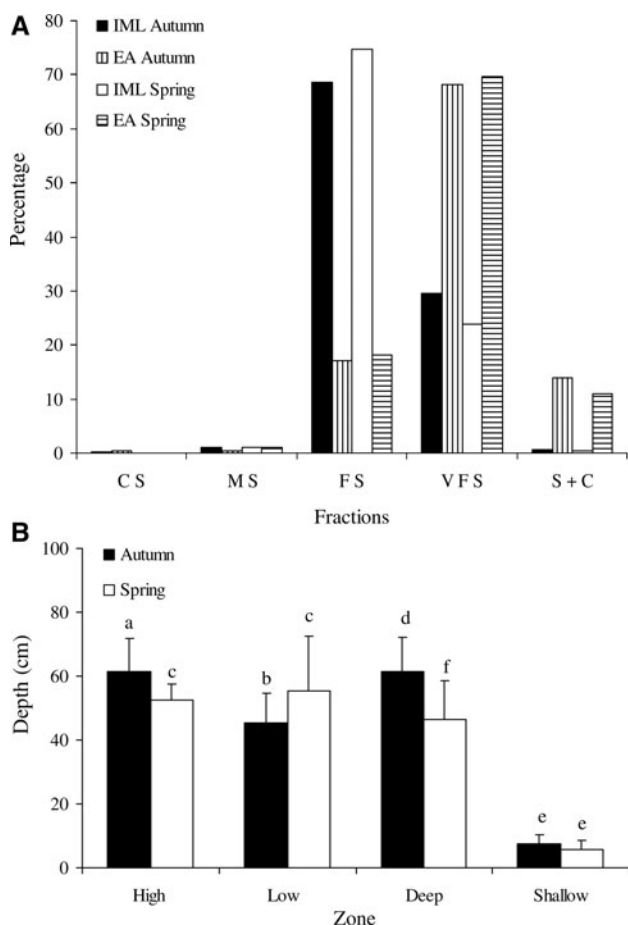 A
IML Autumn
EA Autumn
IML Spring
EA Spring
Percentage
80
70
60
50
40
30
20
10
0
C S
M S
F S
V F S
S + C
Fractions
B
Autumn
Spring
Depth (cm)
100
80
60
40
20
0
a
c
b
c
d
f
e
e
High
Low
Deep
Shallow
Zone